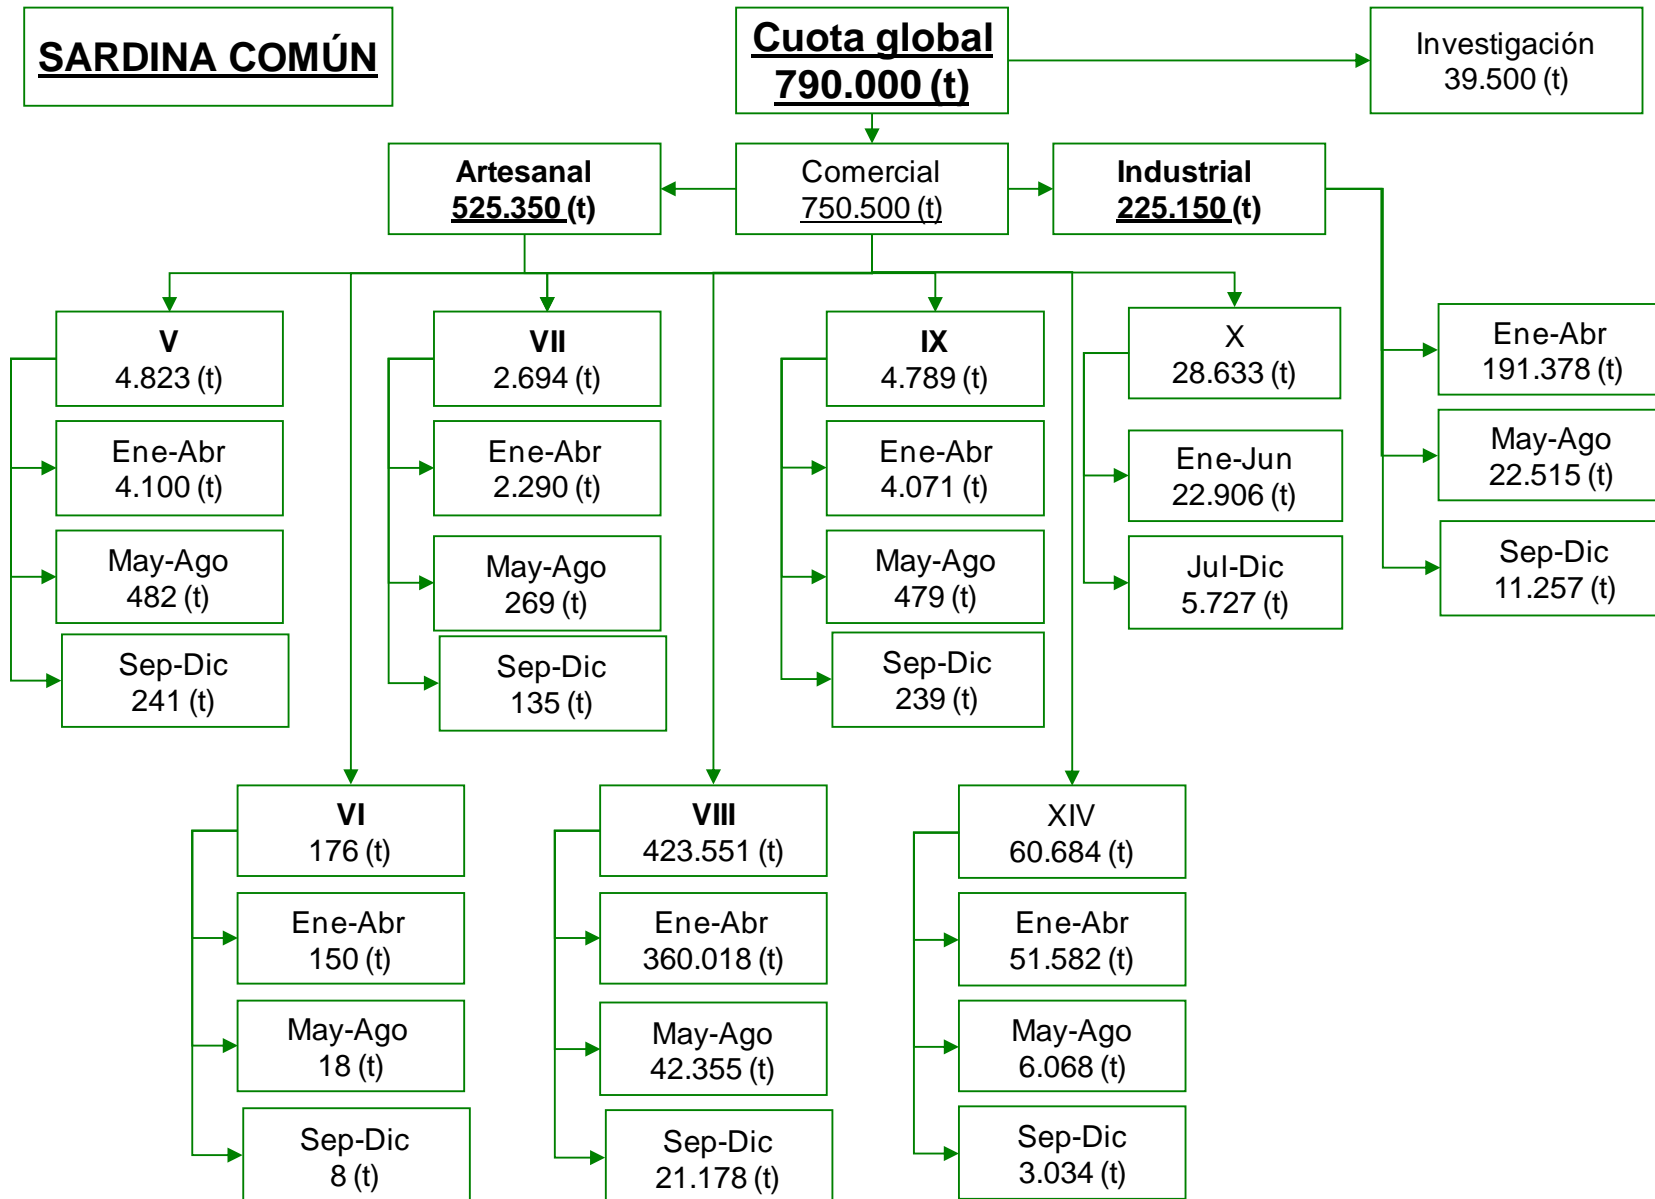 SARDINA COMÚN
Cuota global
790.000 (t)
Investigación
39.500 (t)
Artesanal
525.350 (t)
Comercial
750.500 (t)
Industrial
225.150 (t)
V
4.823 (t)
Ene-Abr
4.100 (t)
May-Ago
482 (t)
Sep-Dic
241 (t)
VII
2.694 (t)
Ene-Abr
2.290 (t)
May-Ago
269 (t)
Sep-Dic
135 (t)
IX
4.789 (t)
Ene-Abr
4.071 (t)
May-Ago
479 (t)
Sep-Dic
239 (t)
X
28.633 (t)
Ene-Jun
22.906 (t)
Jul-Dic
5.727 (t)
Ene-Abr
191.378 (t)
May-Ago
22.515 (t)
Sep-Dic
11.257 (t)
VI
176 (t)
Ene-Abr
150 (t)
May-Ago
18 (t)
Sep-Dic
8 (t)
VIII
423.551 (t)
Ene-Abr
360.018 (t)
May-Ago
42.355 (t)
Sep-Dic
21.178 (t)
XIV
60.684 (t)
Ene-Abr
51.582 (t)
May-Ago
6.068 (t)
Sep-Dic
3.034 (t)